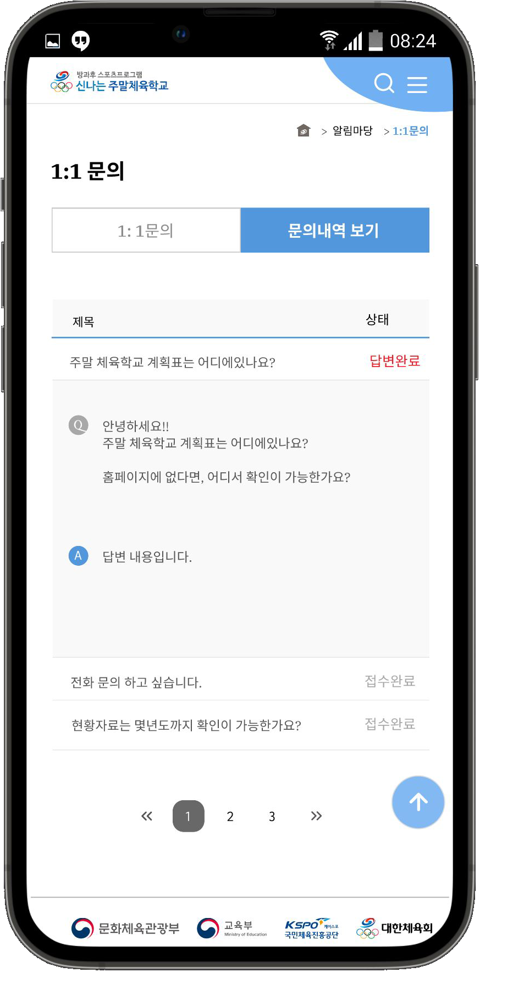 08:24
방과후 스포츠프로그램
신나는 주말체육학교
> 알림마당 > 1:1문의
1:1 문의
1: 1문의 문의내역 보기
제목 상태
주말 체육학교 계획표는 어디에있나요? 답변완료
Q 안녕하세요!!
주말 체육학교 계획표는 어디에있나요?
홈페이지에 없다면, 어디서 확인이 가능한가요?
A 답변 내용입니다.
전화 문의 하고 싶습니다. 접수완료
현황자료는 몇년도까지 확인이 가능한가요? 접수완료
« 1 2 3 »
문화체육관광부 교육부 Ministry of Education KSPO 케이스포 국민체육진흥공단 대한체육회